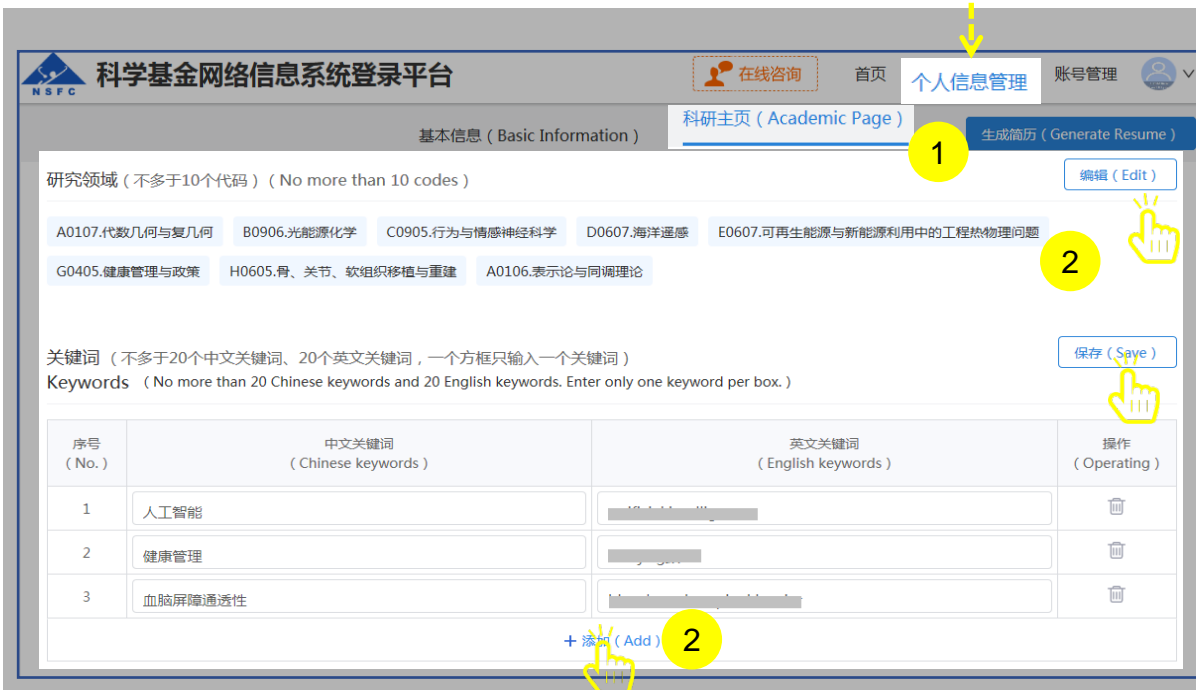 NSFC 科学基金网络信息系统登录平台 在线咨询 首页 个人信息管理 账号管理
基本信息 ( Basic Information ) 科研主页 ( Academic Page ) 1 生成简历 ( Generate Resume )
研究领域 ( 不多于10个代码 ) ( No more than 10 codes ) 编辑 ( Edit )
A0107.代数几何与复几何 B0906.光能源化学 C0905.行为与情感神经科学 D0607.海洋遥感 E0607.可再生能源与新能源利用中的工程热物理问题
2
G0405.健康管理与政策 H0605.骨、关节、软组织移植与重建 A0106.表示论与同调理论
关键词 ( 不多于20个中文关键词、20个英文关键词 , 一个方框只输入一个关键词 ) 保存 ( Save )
Keywords ( No more than 20 Chinese keywords and 20 English keywords. Enter only one keyword per box. )
序号 中文关键词 英文关键词 操作
( No. ) ( Chinese keywords ) ( English keywords ) ( Operating )
1 人工智能
2 健康管理
3 血脑屏障通透性
+ 添加 ( Add ) 2